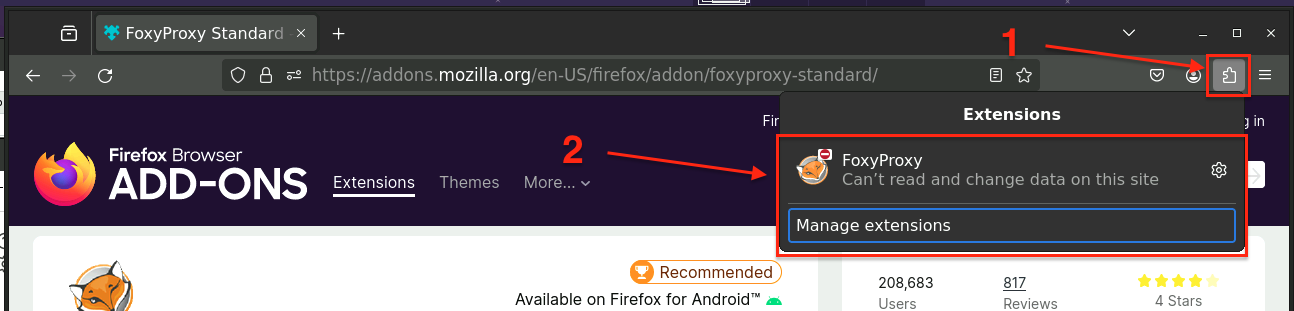 FoxyProxy Standard
1
https://addons.mozilla.org/en-US/firefox/addon/foxyproxy-standard/
Extensions
Firefox Browser
ADD-ONS
Extensions
Themes
More...
2
FoxyProxy
Can’t read and change data on this site
Manage extensions
Recommended
Available on Firefox for Android™
208,683
Users
817
Reviews
4 Stars